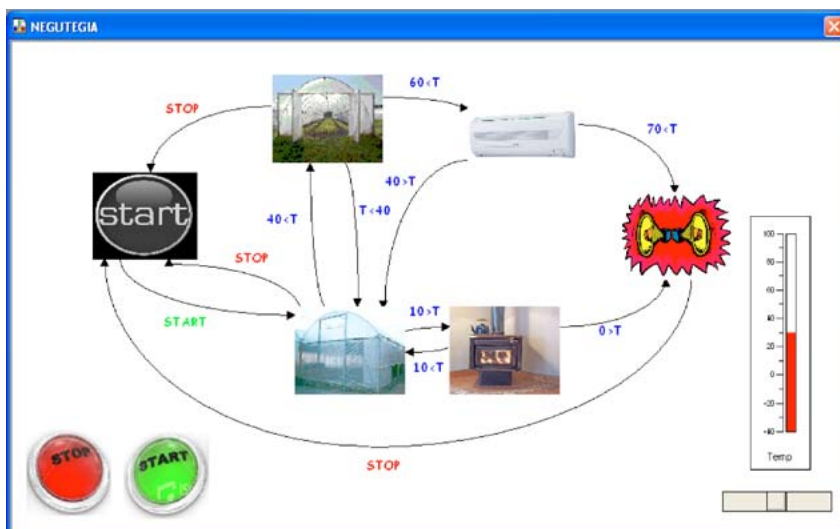 NEGUTEGIA
60<T
STOP
70<T
40>T
start
40<T
T<40
STOP
START
10>T
10<T
0>T
STOP
STOP
START
100
80
60
40
20
0
-20
-40
Temp